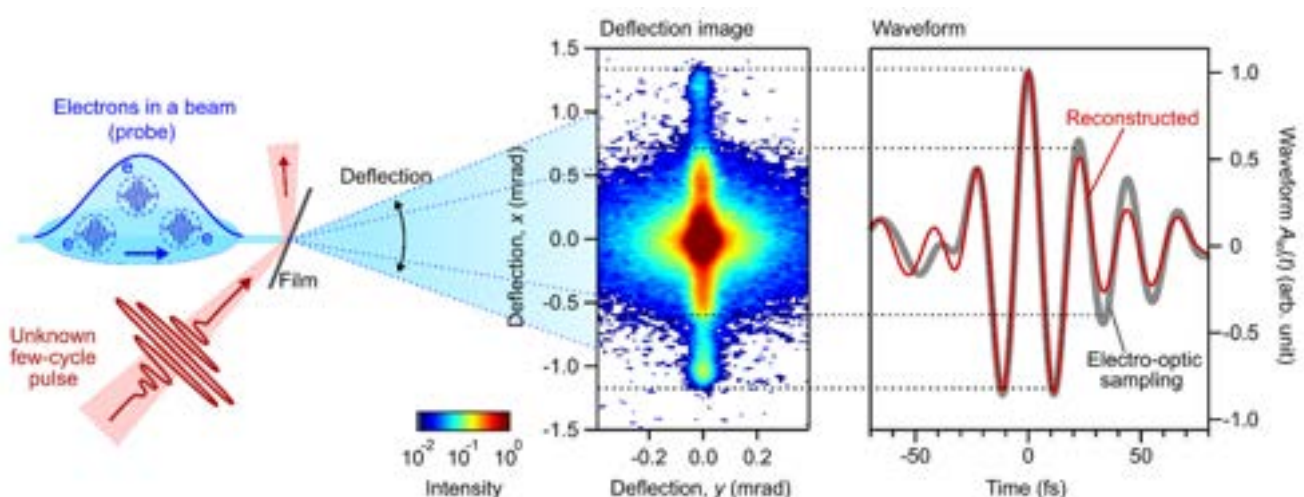 Deflection image
Waveform
Electrons in a beam
(probe)
e
e
e
Deflection
Film
Unknown
few-cycle
pulse
10-2 10-1 100
Intensity
Deflection, x (mrad)
1.5
1.0
0.5
0.0
-0.5
-1.0
-1.5
-0.2 0.0 0.2
Deflection, y (mrad)
Reconstructed
Electro-optic
sampling
-50 0 50
Time (fs)
1.0
0.5
0
-0.5
-1.0
(arb. unit)
Waveform